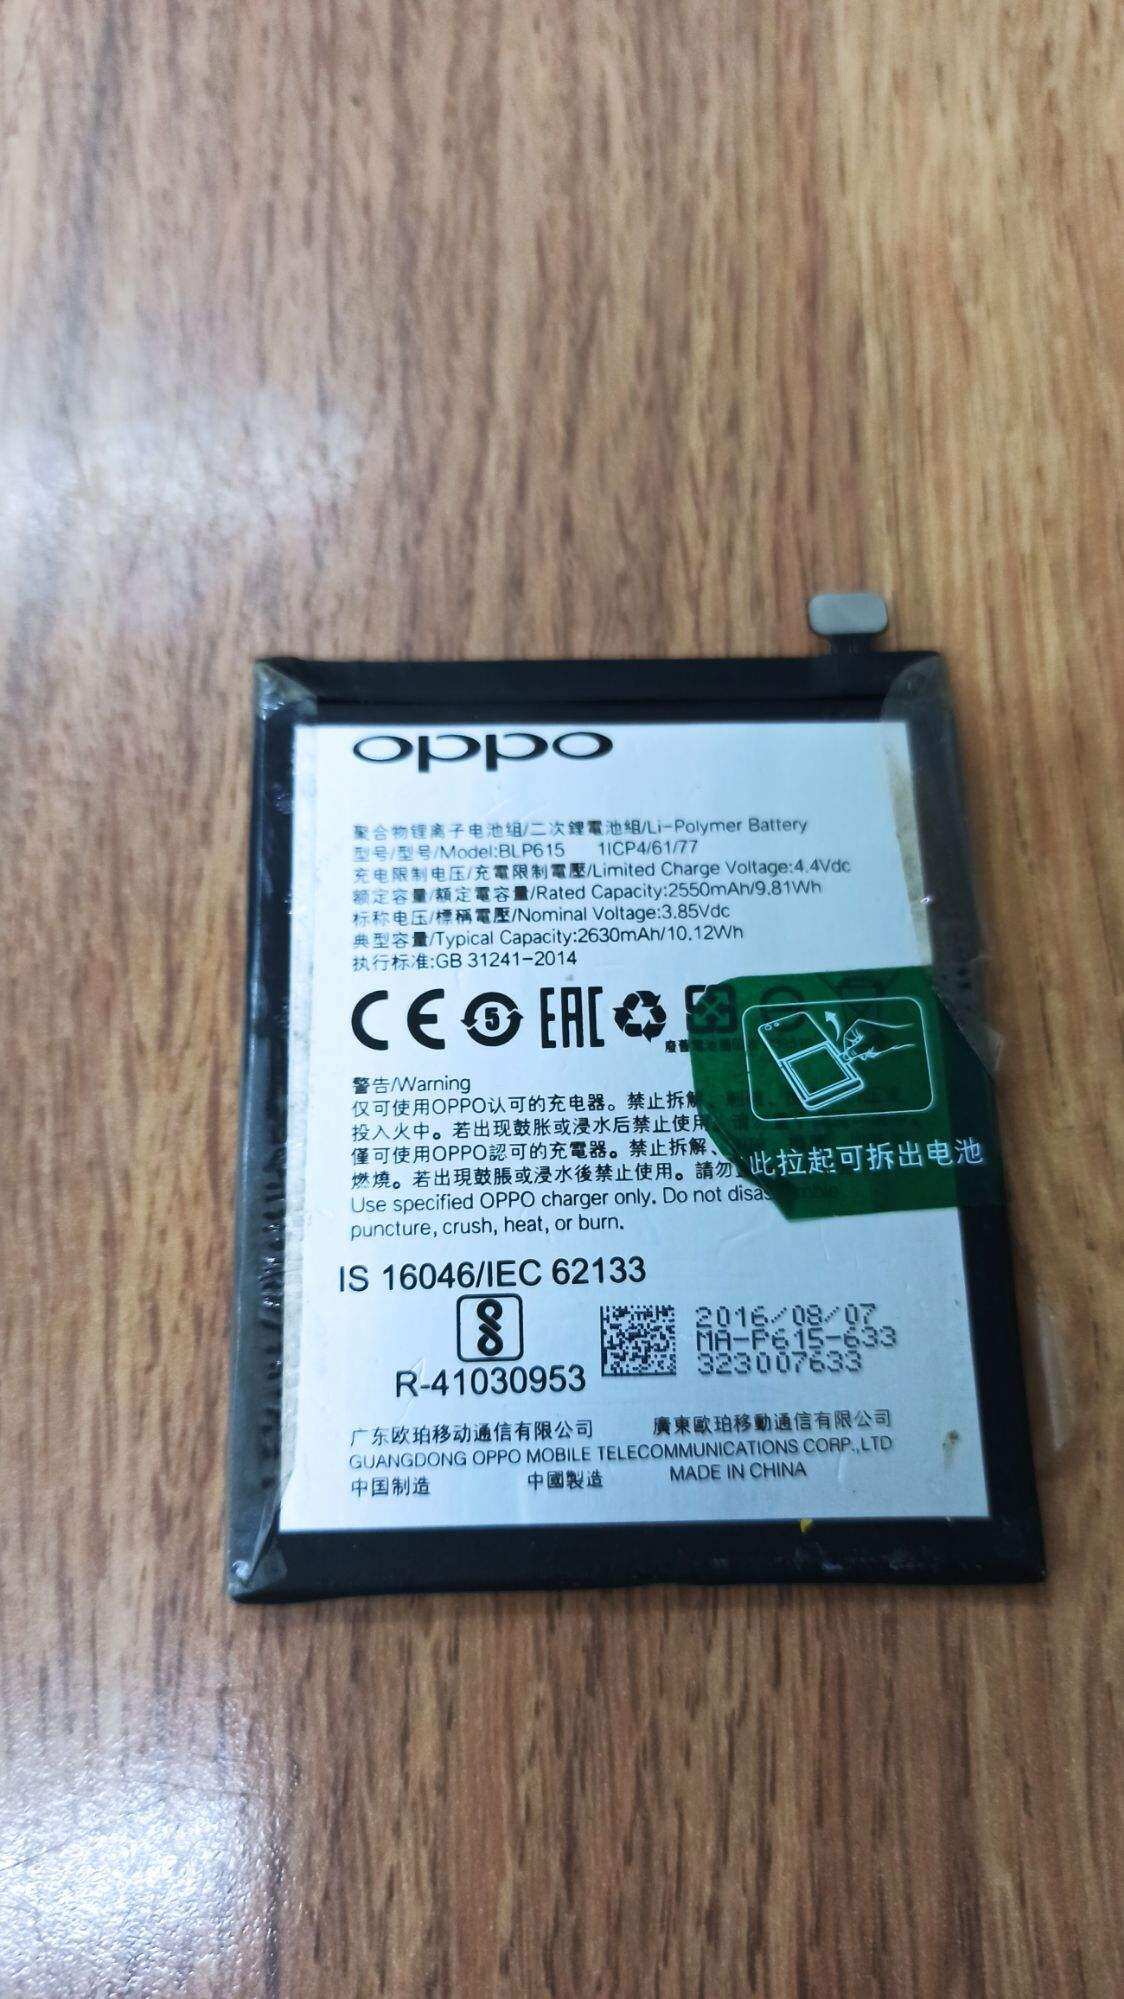 oppo
聚合物锂离子电池组/二次鋰電池組/Li-Polymer Battery
型号/型号/Model:BLP615 1ICP4/61/77
充电限制电压/充電限制電壓/Limited Charge Voltage:4.4Vdc
额定容量/額定電容量/Rated Capacity:2550mAh/9.81Wh
标称电压/標稱電壓/Nominal Voltage:3.85Vdc
典型容量/Typical Capacity:2630mAh/10.12Wh
执行标准:GB 31241-2014
CE 5 EAC
廢舊電池
警告/Warning
仅可使用OPPO认可的充电器。禁止拆解、
投入火中。若出现鼓胀或浸水后禁止使用
僅可使用OPPO認可的充電器。禁止拆解、
燃燒。若出現鼓脹或浸水後禁止使用。請勿
Use specified OPPO charger only. Do not disassemble
puncture, crush, heat, or burn.
此拉起可拆出电池
IS 16046/IEC 62133
R-41030953
2016/08/07
MA-P615-633
323007633
广东欧珀移动通信有限公司 廣東歐珀移動通信有限公司
GUANGDONG OPPO MOBILE TELECOMMUNICATIONS CORP.,LTD
中国制造 中國製造 MADE IN CHINA